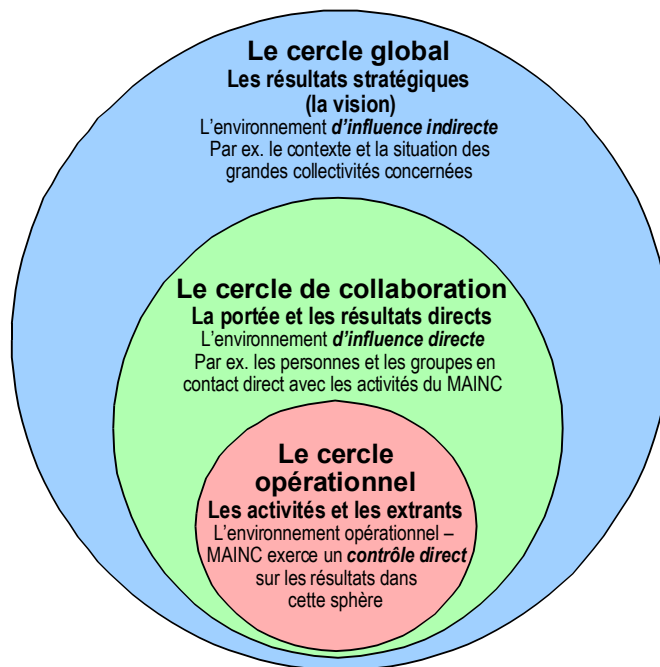 Le cercle global
Les résultats stratégiques
(la vision)
L'environnement d'influence indirecte
Par ex. le contexte et la situation des
grandes collectivités concernées
Le cercle de collaboration
La portée et les résultats directs
L'environnement d'influence directe
Par ex. les personnes et les groupes en
contact direct avec les activités du MAINC
Le cercle
opérationnel
Les activités et les extrants
L'environnement opérationnel –
MAINC exerce un contrôle direct
sur les résultats dans
cette sphère